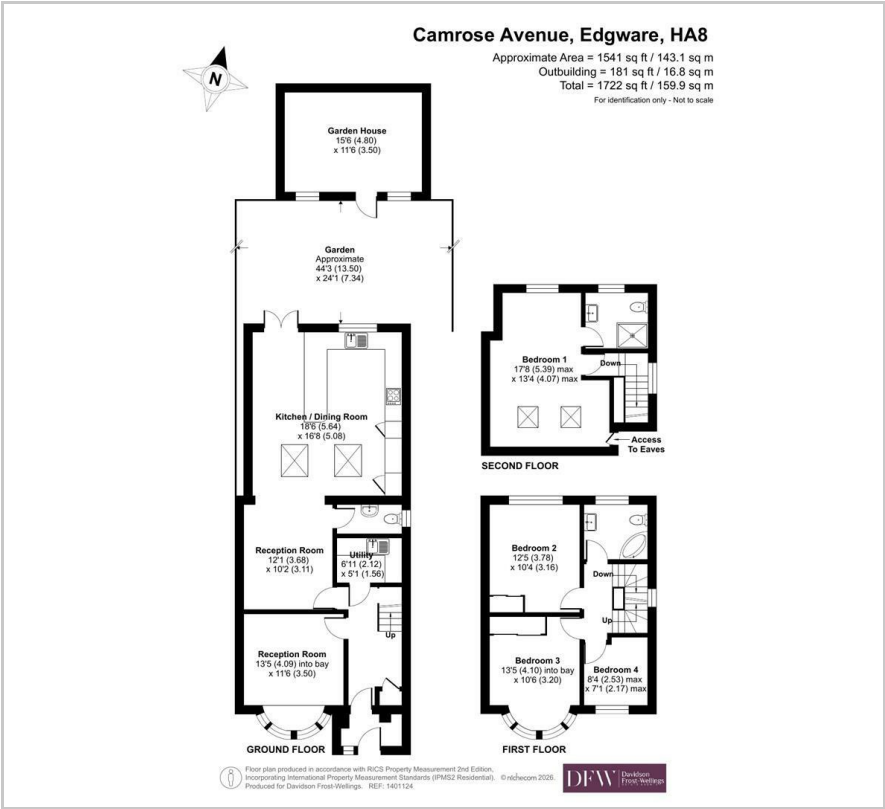 Camrose Avenue, Edgware, HA8
Approximate Area = 1541 sq ft / 143.1 sq m
Outbuilding = 181 sq ft / 16.8 sq m
Total = 1722 sq ft / 159.9 sq m
For identification only - Not to scale
N
Garden House
15'6 (4.80)
x 11'6 (3.50)
Garden
Approximate
44'3 (13.50)
x 24'1 (7.34)
Kitchen / Dining Room
18'6 (5.64)
x 16'8 (5.08)
Reception Room
12'1 (3.68)
x 10'2 (3.11)
Utility
6'11 (2.12)
x 5'1 (1.56)
Up
Reception Room
13'5 (4.09) into bay
x 11'6 (3.50)
GROUND FLOOR
Bedroom 1
17'8 (5.39) max
x 13'4 (4.07) max
Down
Access
To Eaves
SECOND FLOOR
Bedroom 2
12'5 (3.78)
x 10'4 (3.16)
Down
Up
Bedroom 3
13'5 (4.10) into bay
x 10'6 (3.20)
Bedroom 4
8'4 (2.53) max
x 7'1 (2.17) max
FIRST FLOOR
Floor plan produced in accordance with RICS Property Measurement 2nd Edition,
Incorporating International Property Measurement Standards (IPMS2 Residential). © nichecom 2026.
Produced for Davidson Frost-Wellings. REF: 1401124
DFW
Davidson
Frost-Wellings